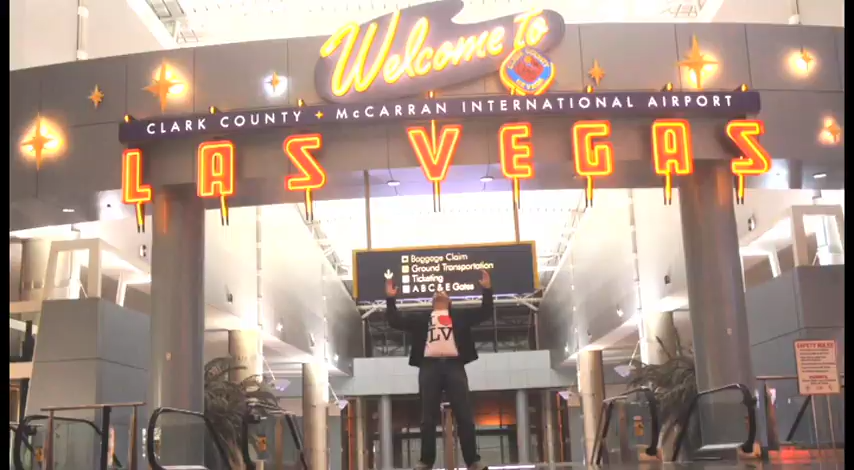 Welcome to
CLARK COUNTY ✦ McCARRAN INTERNATIONAL AIRPORT
LAS VEGAS
Baggage Claim
Ground Transportation
Ticketing
A B C & E Gates
I ❤
LV
SAFETY RULES